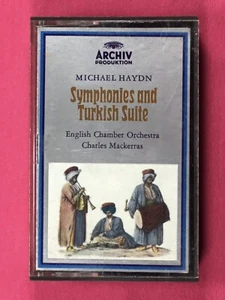 ARCHIV
PRODUKTION
MICHAEL HAYDN
Symphonies and
Turkish Suite
English Chamber Orchestra
Charles Mackerras